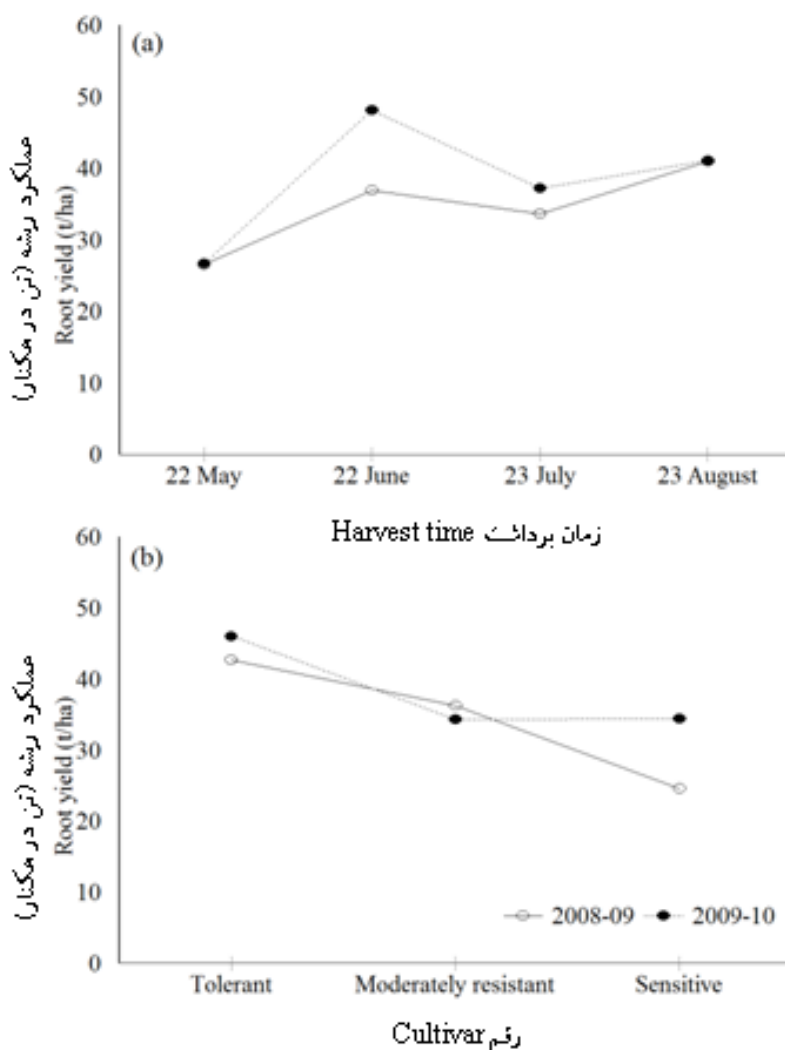 (a)
60
50
40
30
20
10
0
عملکرد ریشه (تن در هکتار)
Root yield (t/ha)
22 May 22 June 23 July 23 August
Harvest time زمان برداشت
(b)
60
50
40
30
20
10
0
عملکرد ریشه (تن در هکتار)
Root yield (t/ha)
2008-09 2009-10
Tolerant Moderately resistant Sensitive
Cultivar رقم